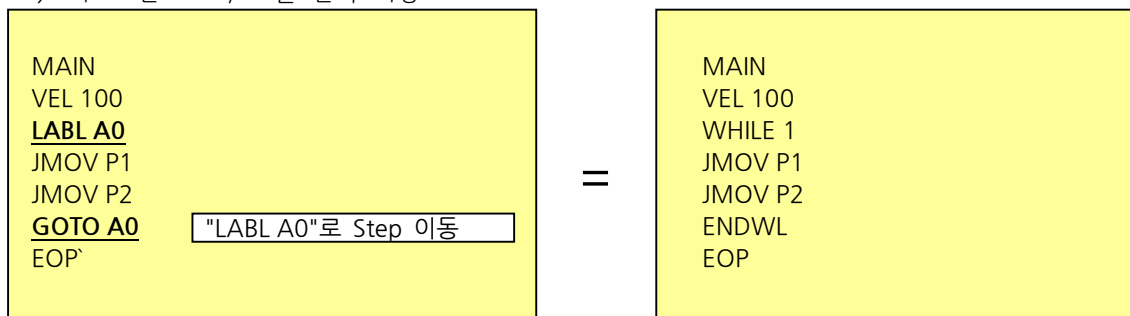 MAIN
VEL 100
LABL A0
JMOV P1
JMOV P2
GOTO A0 "LABL A0"로 Step 이동
EOP`
=
MAIN
VEL 100
WHILE 1
JMOV P1
JMOV P2
ENDWL
EOP